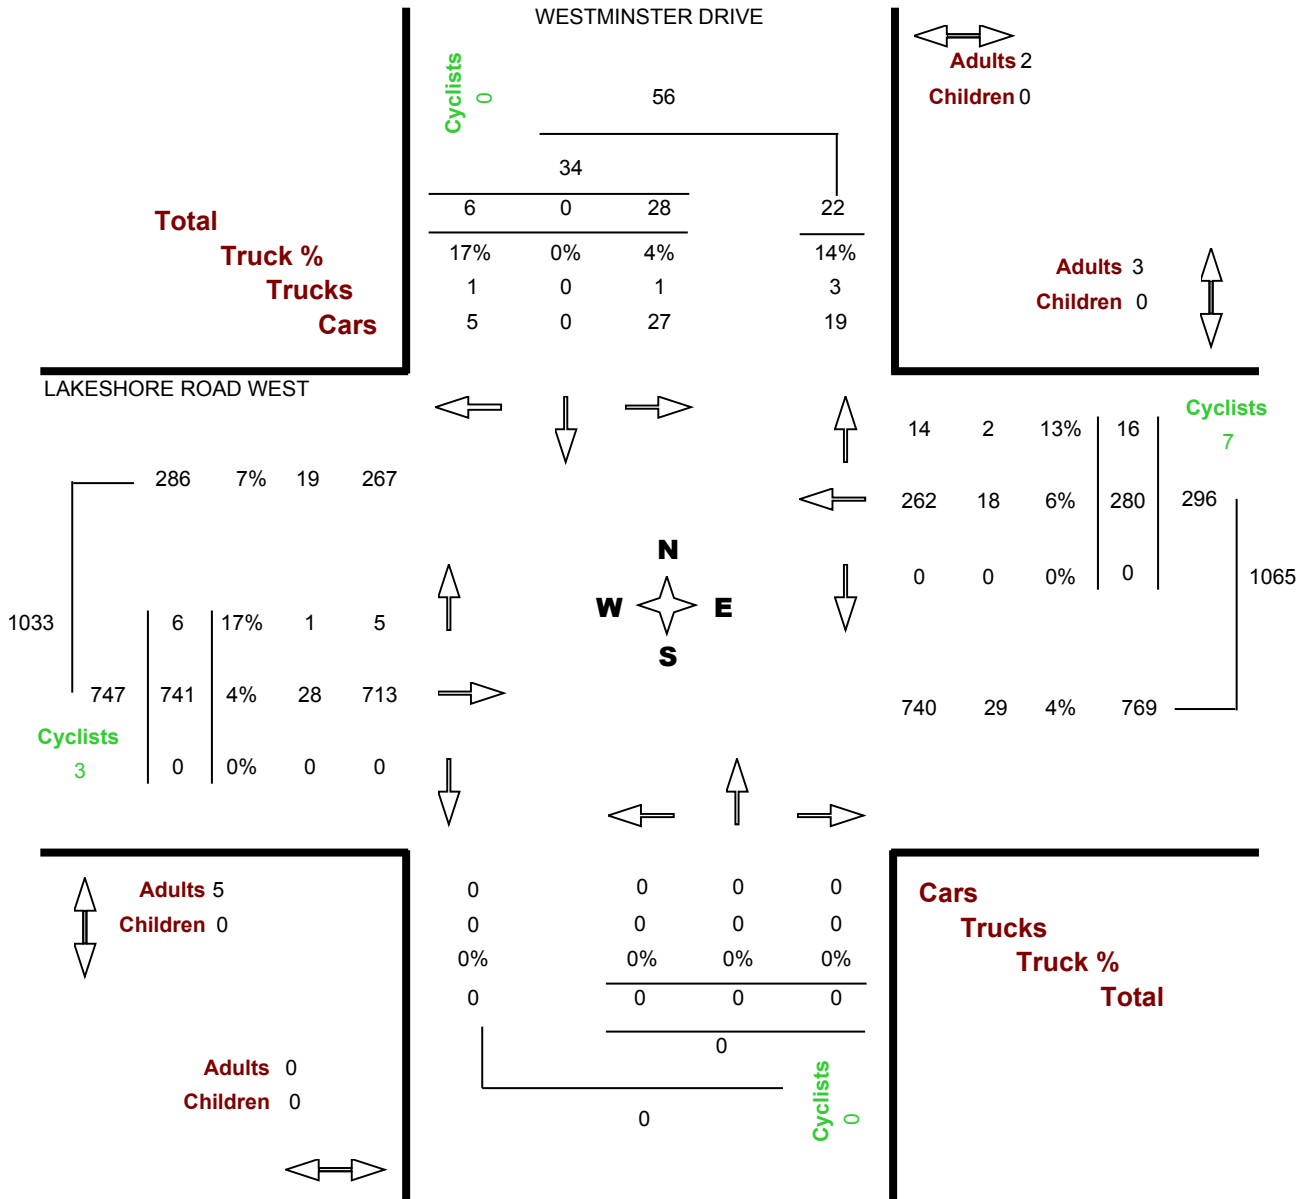 WESTMINSTER DRIVE
Cyclists
0
56
Adults 2
Children 0
34
6 0 28 22
Total
17% 0% 4% 14%
Truck %
1 0 1 3
Trucks
5 0 27 19
Cars
Adults 3
Children 0
LAKESHORE ROAD WEST
Cyclists
7
14 2 13% 16
286 7% 19 267
262 18 6% 280 296
N
0 0 0% 0
1065
W E
S
1033
6 17% 1 5
747 741 4% 28 713
740 29 4% 769
Cyclists
3
0 0% 0 0
Adults 5
Children 0
0 0 0 0
Cars
0 0 0 0
Trucks
0% 0% 0% 0%
Truck %
0 0 0 0
Total
0
Adults 0
Children 0
Cyclists
0
0